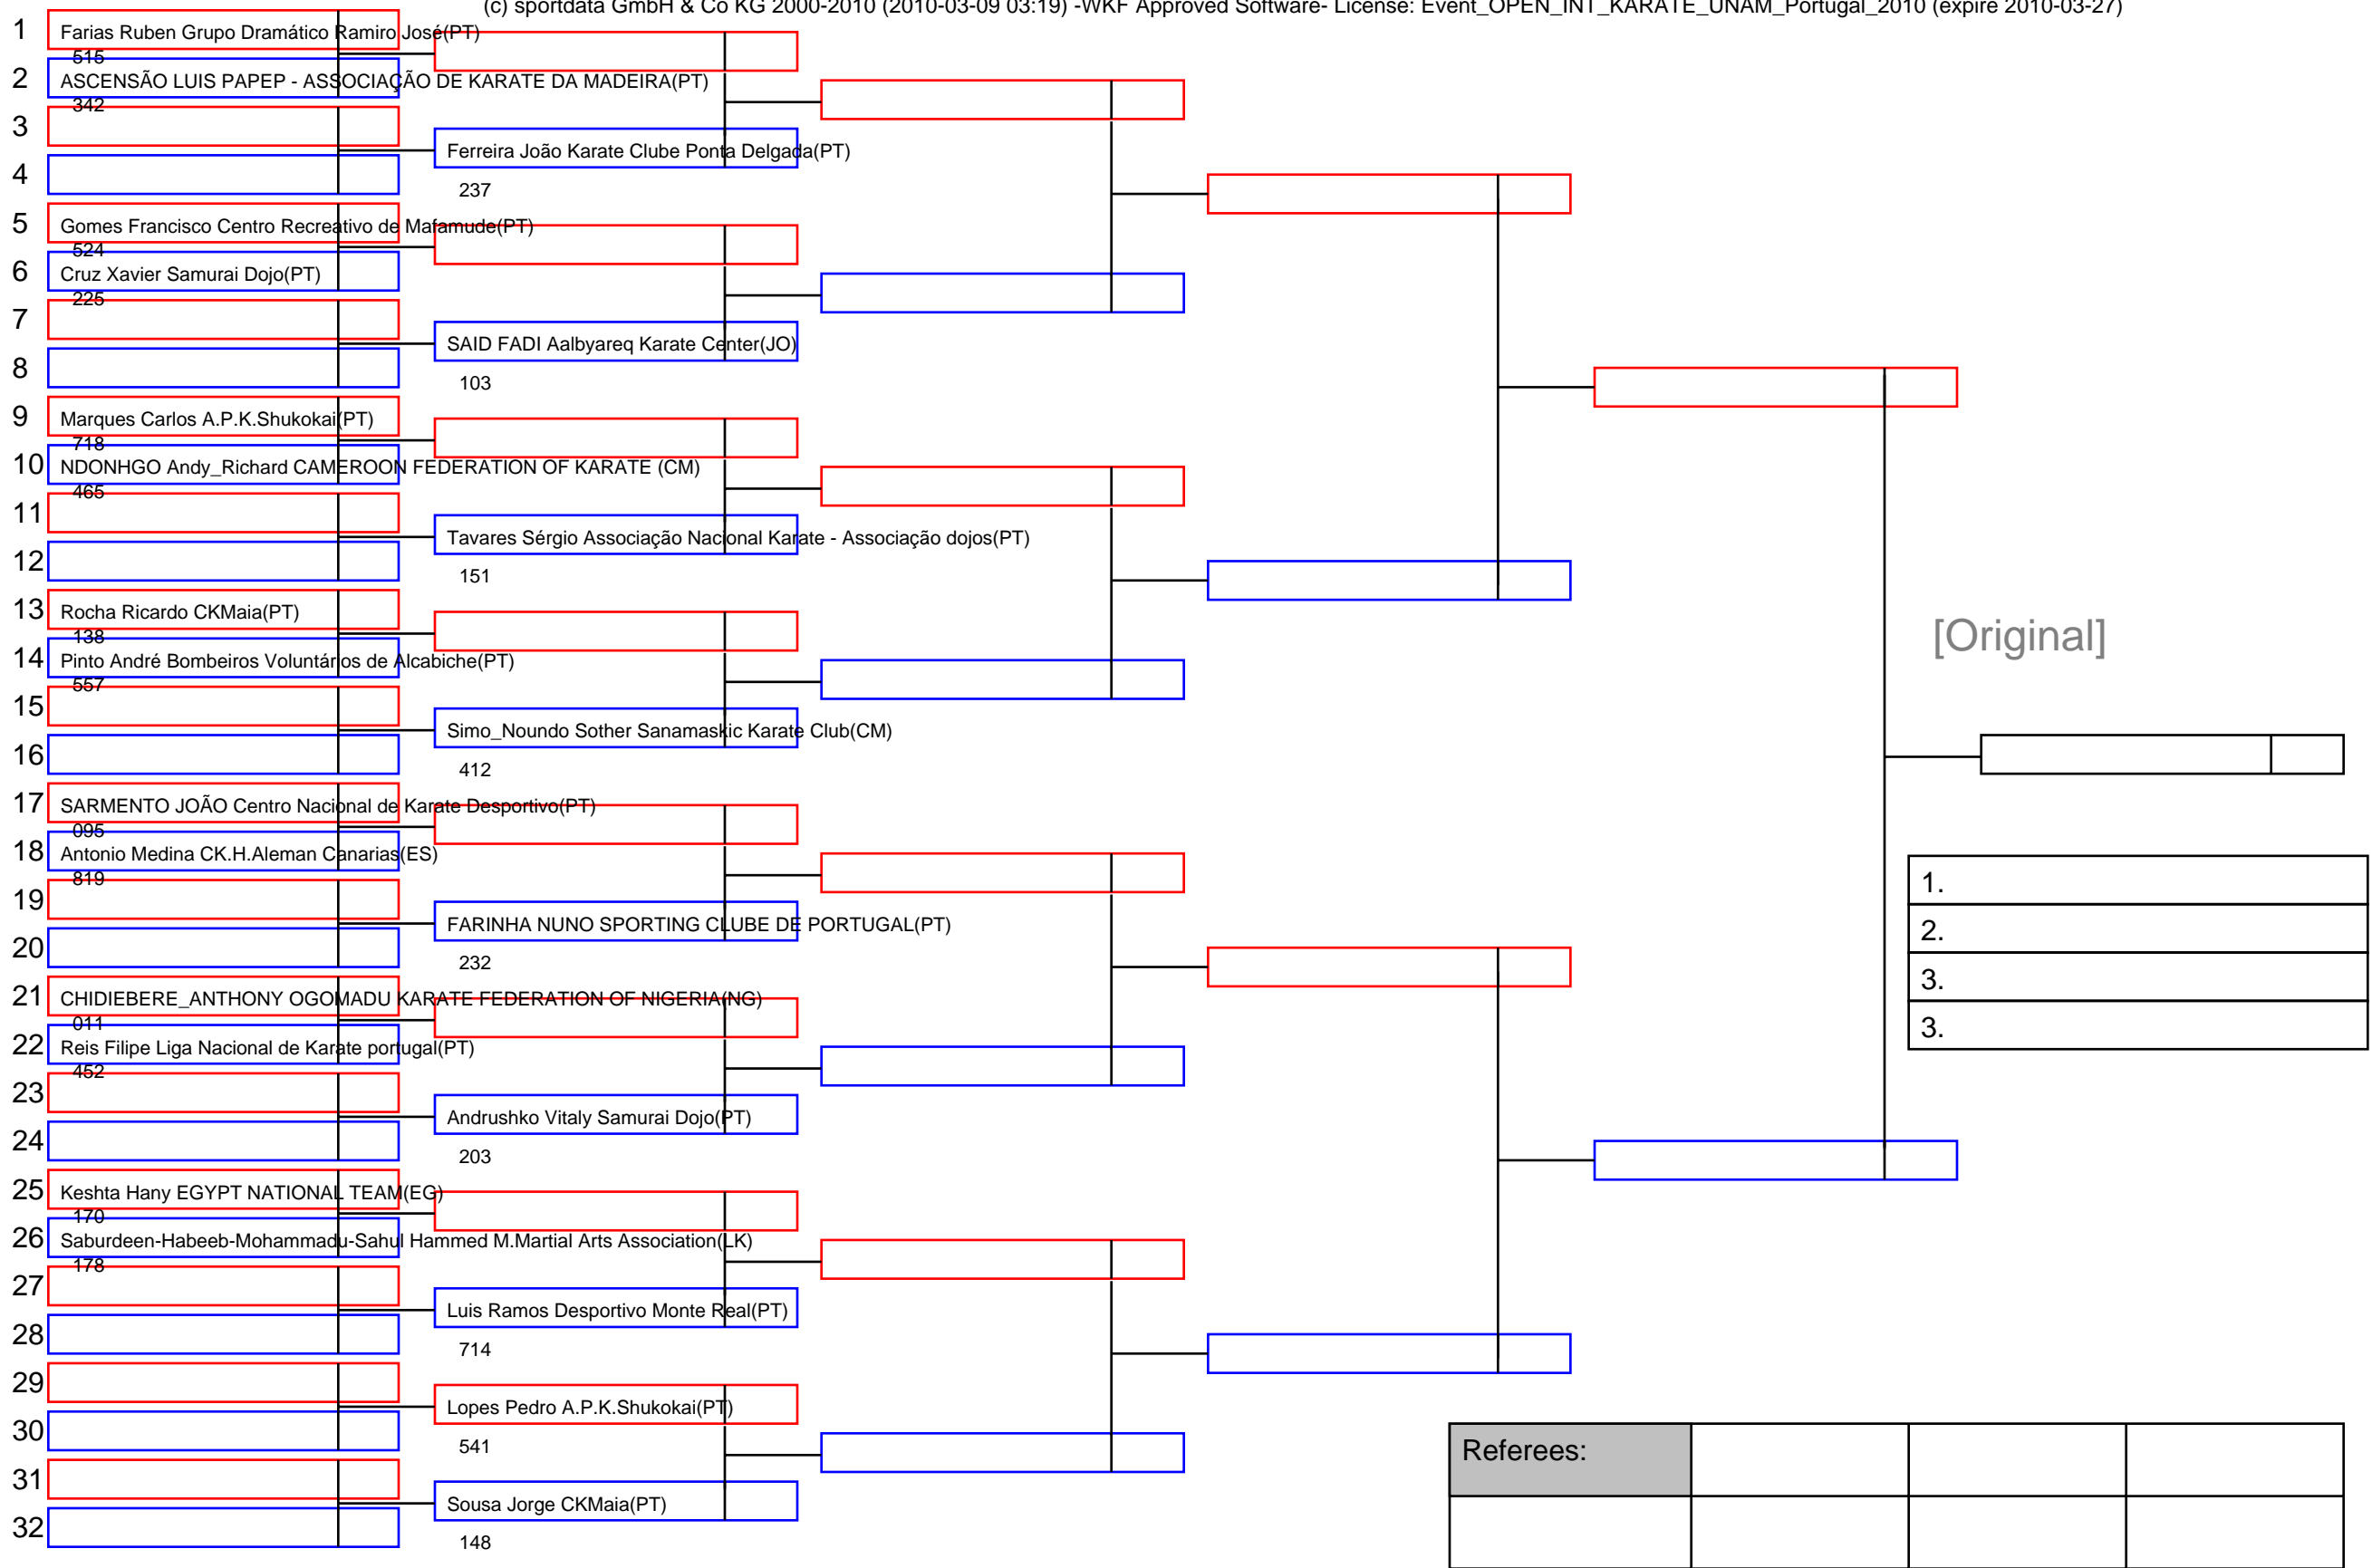 (c) sportdata GmbH & Co KG 2000-2010 (2010-03-09 03:19) -WKF Approved Software- License: Event_OPEN_INT_KARATE_UNAM_Portugal_2010 (expire 2010-03-27)
1 Farias Ruben Grupo Dramático Ramiro José(PT)
515
2 ASCENSÃO LUIS PAPEP - ASSOCIAÇÃO DE KARATE DA MADEIRA(PT)
342
3
Ferreira João Karate Clube Ponta Delgada(PT)
4
237
5 Gomes Francisco Centro Recreativo de Mafamude(PT)
524
6 Cruz Xavier Samurai Dojo(PT)
225
7
SAID FADI Aalbyareq Karate Center(JO)
8
103
9 Marques Carlos A.P.K.Shukokai(PT)
718
10 NDONHGO Andy_Richard CAMEROON FEDERATION OF KARATE (CM)
465
11
Tavares Sérgio Associação Nacional Karate - Associação dojos(PT)
12
151
13 Rocha Ricardo CKMaia(PT)
138
[Original]
14 Pinto André Bombeiros Voluntários de Alcabiche(PT)
557
15
Simo_Noundo Sother Sanamaskic Karate Club(CM)
16
412
17 SARMENTO JOÃO Centro Nacional de Karate Desportivo(PT)
095
18 Antonio Medina CK.H.Aleman Canarias(ES)
819
1.
19
FARINHA NUNO SPORTING CLUBE DE PORTUGAL(PT)
2.
20
232
3.
21 CHIDIEBERE_ANTHONY OGOMADU KARATE FEDERATION OF NIGERIA(NG)
011
3.
22 Reis Filipe Liga Nacional de Karate portugal(PT)
452
23
Andrushko Vitaly Samurai Dojo(PT)
24
203
25 Keshta Hany EGYPT NATIONAL TEAM(EG)
170
26 Saburdeen-Habeeb-Mohammadu-Sahul Hammed M.Martial Arts Association(LK)
178
27
Luis Ramos Desportivo Monte Real(PT)
28
714
29
Lopes Pedro A.P.K.Shukokai(PT)
30
541
Referees:
31
Sousa Jorge CKMaia(PT)
32
148